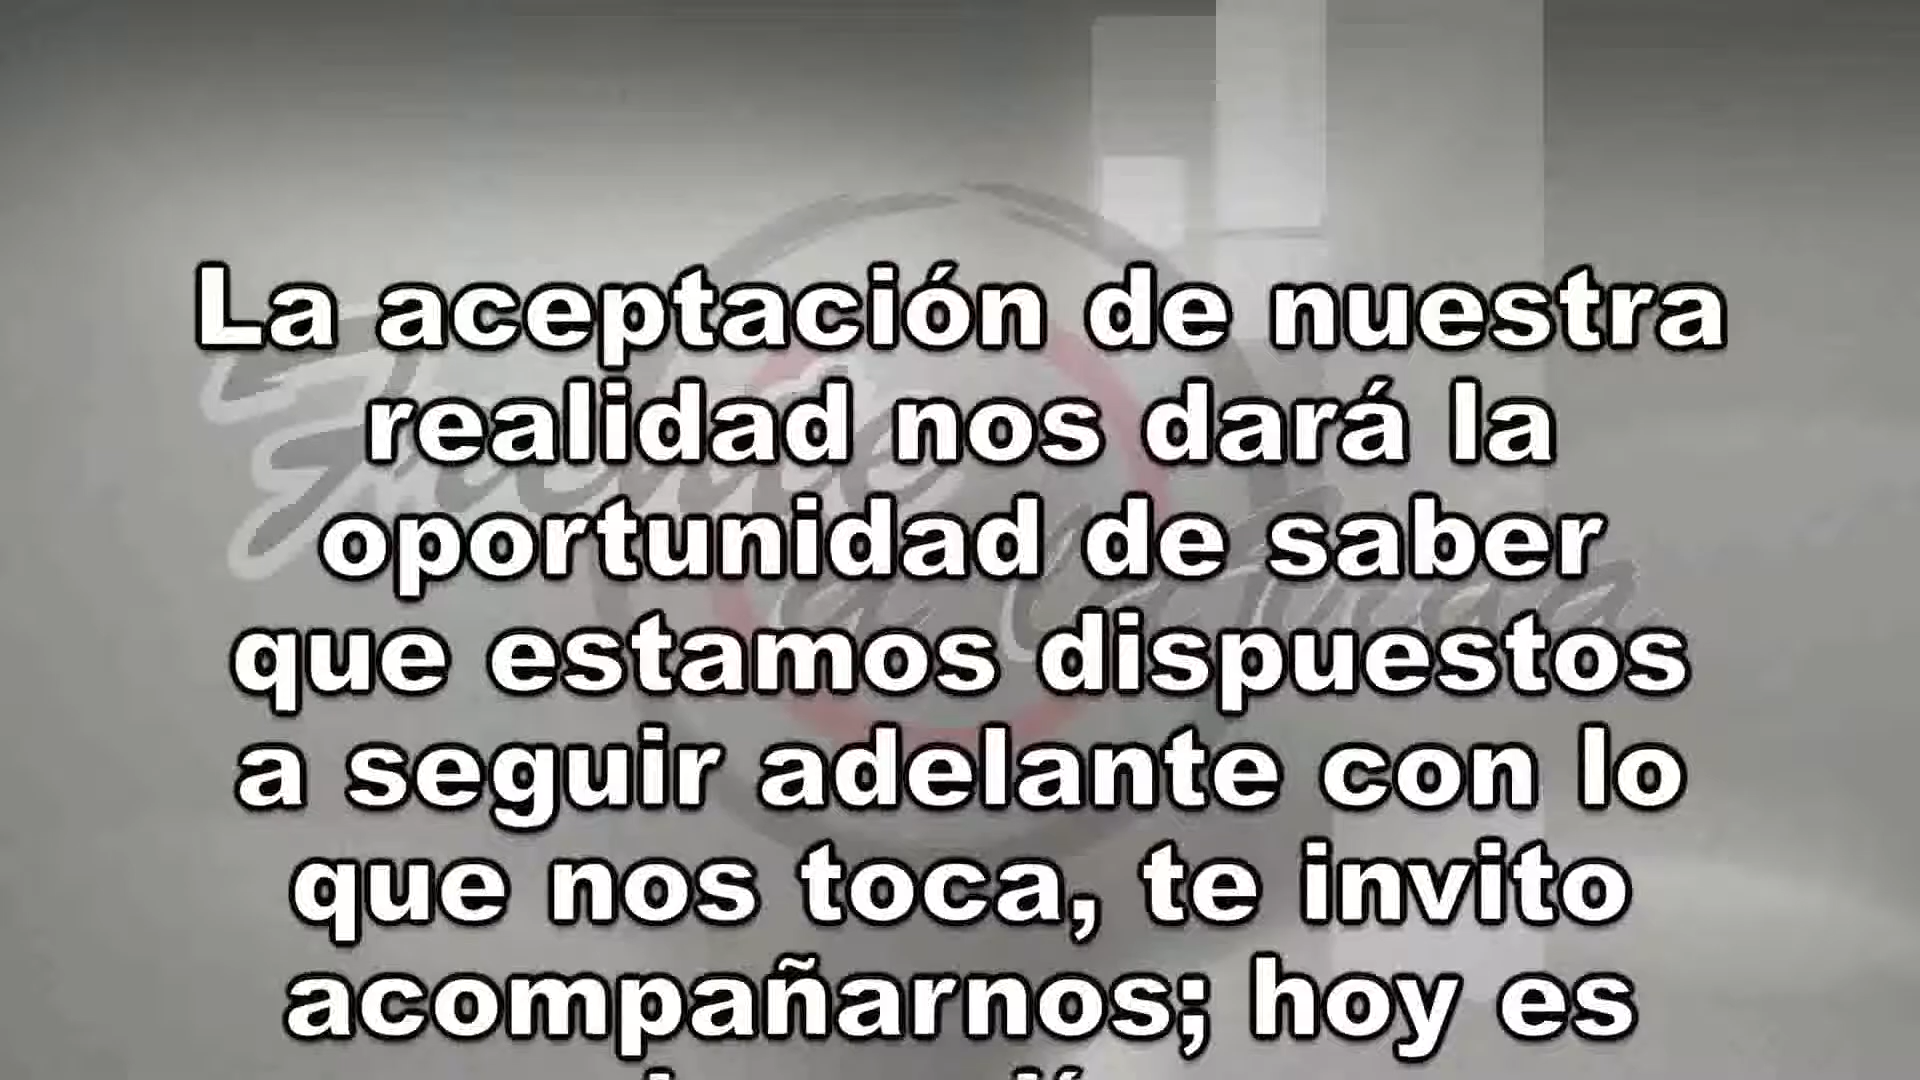 La aceptación de nuestra
realidad nos dará la
oportunidad de saber
que estamos dispuestos
a seguir adelante con lo
que nos toca, te invito
acompañarnos; hoy es